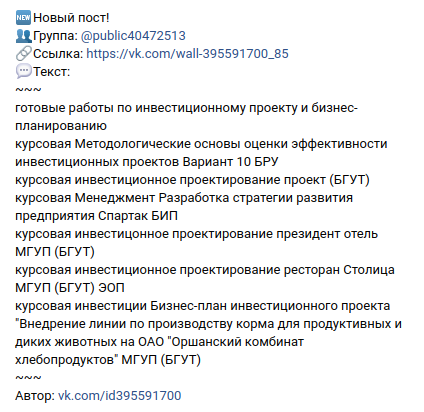 🆕Новый пост!
👥Группа: @public40472513
🔗Ссылка: https://vk.com/wall-395591700_85
💬Текст:
~~~
готовые работы по инвестиционному проекту и бизнес-
планированию
курсовая Методологические основы оценки эффективности
инвестиционных проектов Вариант 10 БРУ
курсовая инвестиционное проектирование проект (БГУТ)
курсовая Менеджмент Разработка стратегии развития
предприятия Спартак БИП
курсовая инвестицонное проектирование президент отель
МГУП (БГУТ)
курсовая инвестиционное проектирование ресторан Столица
МГУП (БГУТ) ЭОП
курсовая инвестиции Бизнес-план инвестиционного проекта
"Внедрение линии по производству корма для продуктивных и
диких животных на ОАО "Оршанский комбинат
хлебопродуктов" МГУП (БГУТ)
~~~
Автор: vk.com/id395591700